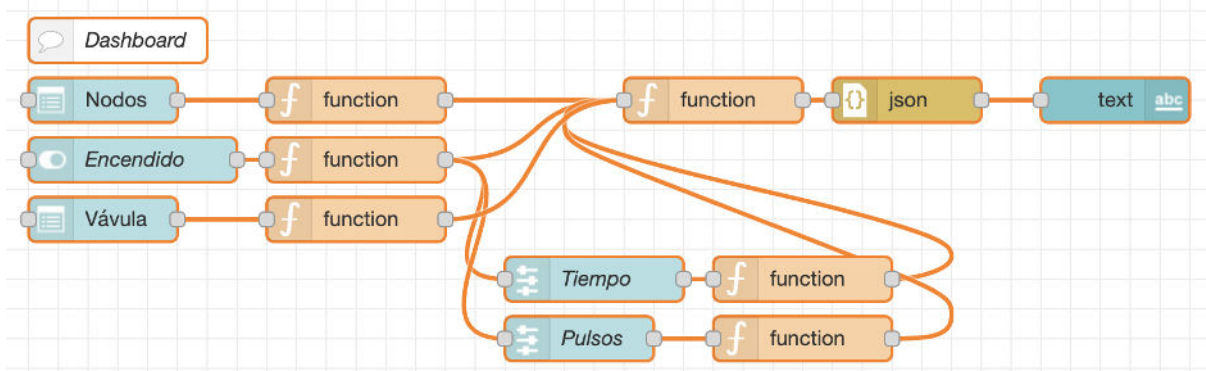 Dashboard
Nodos function function json text abc
Encendido function
Vávula function
Tiempo function
Pulsos function